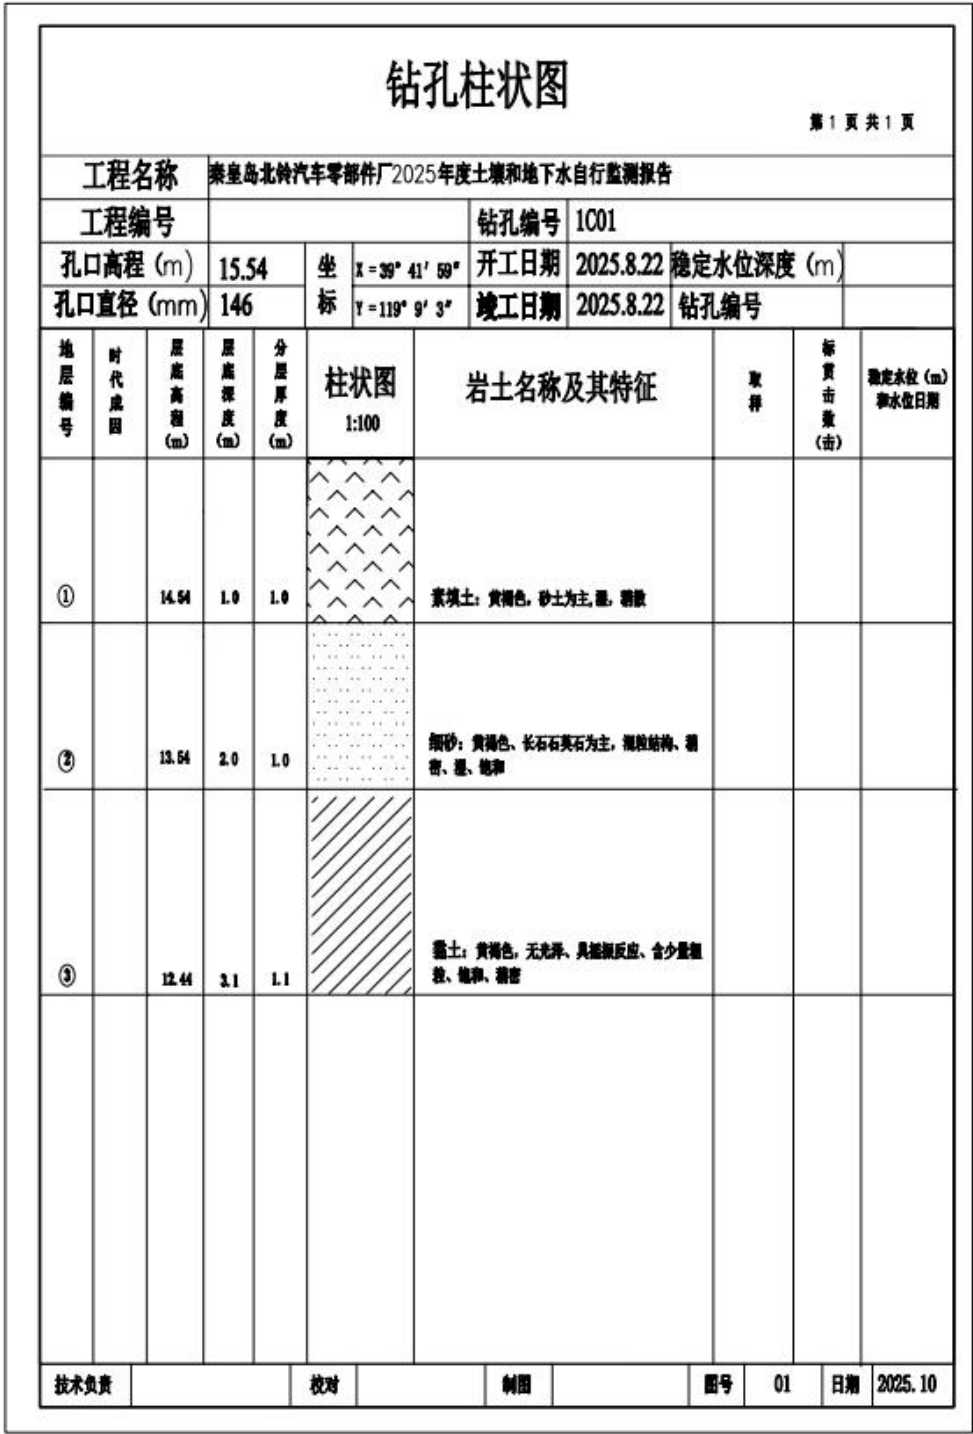 钻孔柱状图
第 1 页 共 1 页
工程名称 秦皇岛北铃汽车零部件厂2025年度土壤和地下水自行监测报告
工程编号 钻孔编号 1C01
孔口高程 (m) 15.54 坐标 X = 39° 41′ 59″ 开工日期 2025.8.22 稳定水位深度 (m)
孔口直径 (mm) 146 Y = 119° 9′ 3″ 竣工日期 2025.8.22 钻孔编号
地层编号 时代成因 层底高程(m) 层底深度(m) 分层厚度(m) 柱状图 1:100 岩土名称及其特征 取样 标贯击数(击) 稳定水位 (m) 和水位日期
① 14.54 1.0 1.0 素填土：黄褐色，砂土为主,湿，稍散
② 13.54 2.0 1.0 细砂：黄褐色、长石石英石为主，粒结构、稍
密、湿、饱和
③ 12.44 3.1 1.1 黏土：黄褐色，无光泽、具摇振反应、含少量粗
粒、饱和、稍密
技术负责 校对 制图 图号 01 日期 2025.10